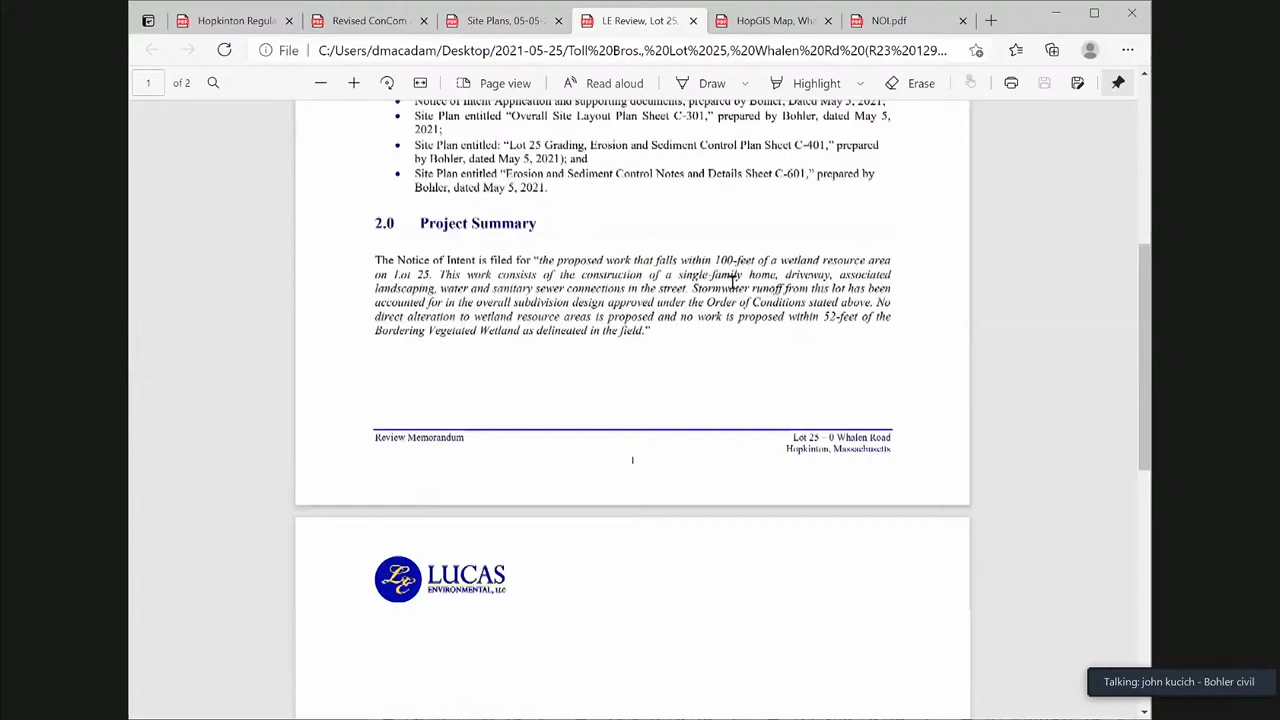 Hopkinton Regula
Revised ConCom
Site Plans, 05-05-
LE Review, Lot 25,
HopGIS Map, Wha
NOI.pdf
File
C:/Users/dmacadam/Desktop/2021-05-25/Toll%20Bros.,%20Lot%2025,%20Whalen%20Rd%20(R23%20129...
1 of 2
Page view
Read aloud
Draw
Highlight
Erase
Notice of Intent Application and supporting documents, prepared by Bohler, Dated May 5, 2021;
• Site Plan entitled “Overall Site Layout Plan Sheet C-301,” prepared by Bohler, dated May 5,
2021;
• Site Plan entitled: “Lot 25 Grading, Erosion and Sediment Control Plan Sheet C-401,” prepared
by Bohler, dated May 5, 2021); and
• Site Plan entitled “Erosion and Sediment Control Notes and Details Sheet C-601,” prepared by
Bohler, dated May 5, 2021.
2.0 Project Summary
The Notice of Intent is filed for “the proposed work that falls within 100-feet of a wetland resource area
on Lot 25. This work consists of the construction of a single-family home, driveway, associated
landscaping, water and sanitary sewer connections in the street. Stormwater runoff from this lot has been
accounted for in the overall subdivision design approved under the Order of Conditions stated above. No
direct alteration to wetland resource areas is proposed and no work is proposed within 52-feet of the
Bordering Vegetated Wetland as delineated in the field.”
Review Memorandum
Lot 25 – 0 Whalen Road
Hopkinton, Massachusetts
1
LE LUCAS
ENVIRONMENTAL, LLC
Talking: john kucich - Bohler civil